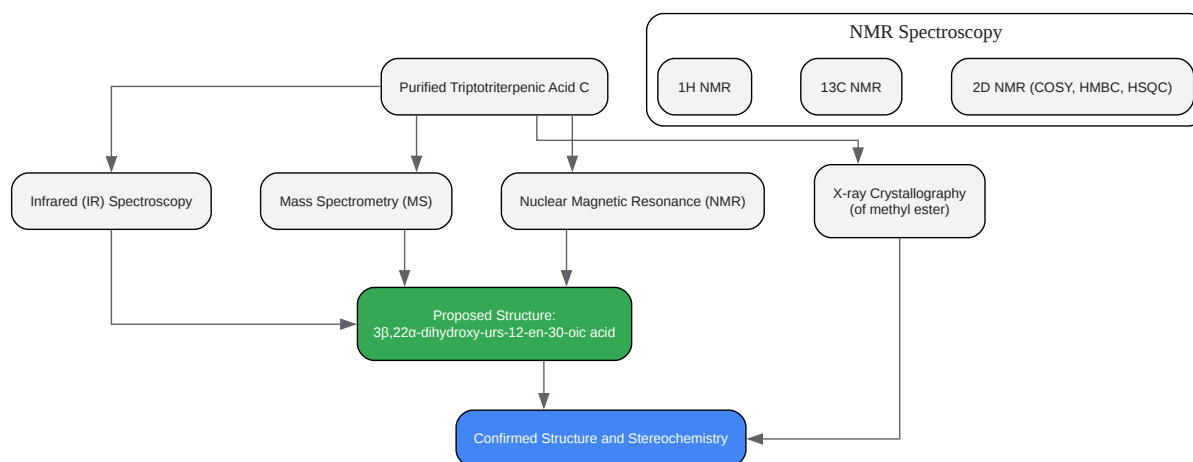 NMR Spectroscopy
Purified Triptotriterpenic Acid C
1H NMR
13C NMR
2D NMR (COSY, HMBC, HSQC)
Infrared (IR) Spectroscopy
Mass Spectrometry (MS)
Nuclear Magnetic Resonance (NMR)
X-ray Crystallography
(of methyl ester)
Proposed Structure:
3β,22α-dihydroxy-urs-12-en-30-oic acid
Confirmed Structure and Stereochemistry